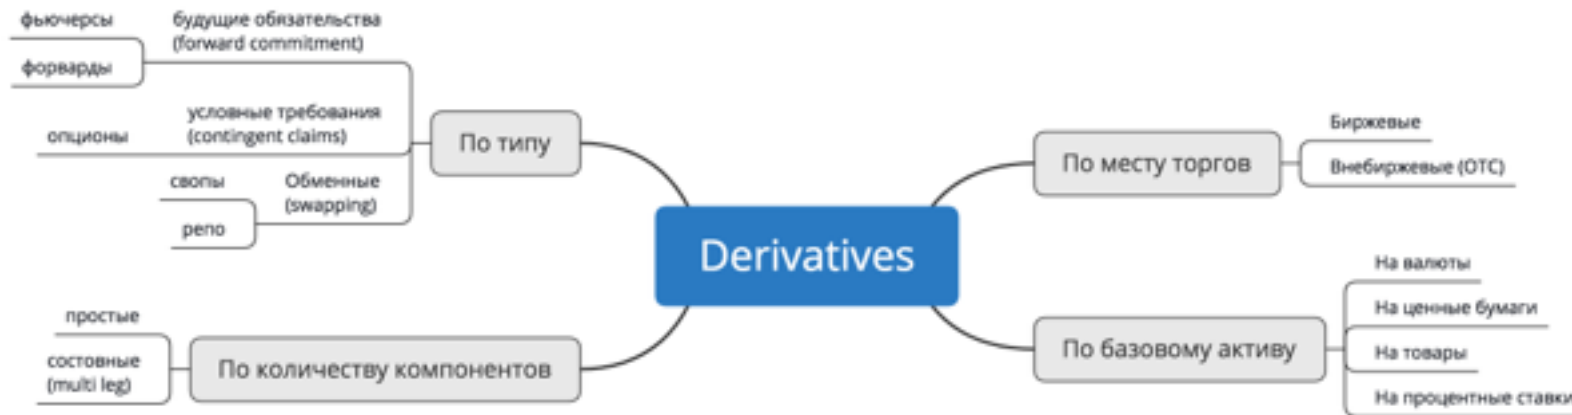 фьючерсы
будущие обязательства
(forward commitment)
форварды
условные требования
(contingent claims)
опционы
свопы
Обменные
(swapping)
репо
По типу
простые
состовные
(multi leg)
По количеству компонентов
Derivatives
По месту торгов
Биржевые
Внебиржевые (OTC)
По базовому активу
На валюты
На ценные бумаги
На товары
На процентные ставки